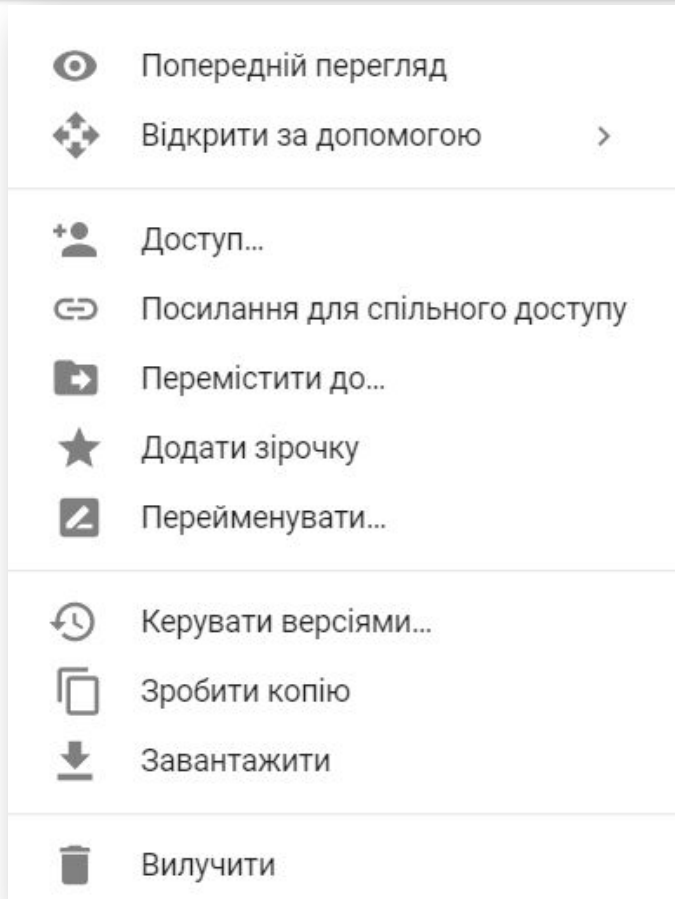 Попередній перегляд
Відкрити за допомогою
Доступ...
Посилання для спільного доступу
Перемістити до...
Додати зірочку
Перейменувати...
Керувати версіями...
Зробити копію
Завантажити
Вилучити